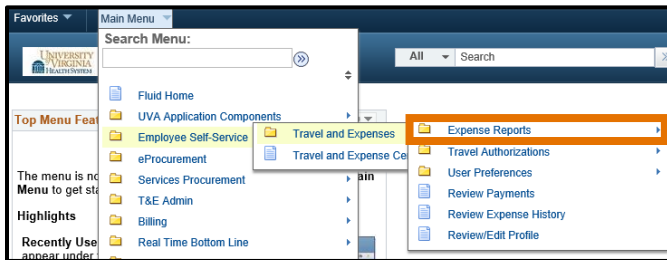 Favorites
Main Menu
Search Menu:
UNIVERSITY
VIRGINIA
HEALTH SYSTEM
All
Search
Top Menu Feat
Fluid Home
UVA Application Components
Employee Self-Service
eProcurement
Services Procurement
T&E Admin
Billing
Real Time Bottom Line
Travel and Expenses
Travel and Expense Ce
Expense Reports
Travel Authorizations
User Preferences
Review Payments
Review Expense History
Review/Edit Profile
The menu is no
ain
Menu to get sta
Highlights
Recently Use
appear under